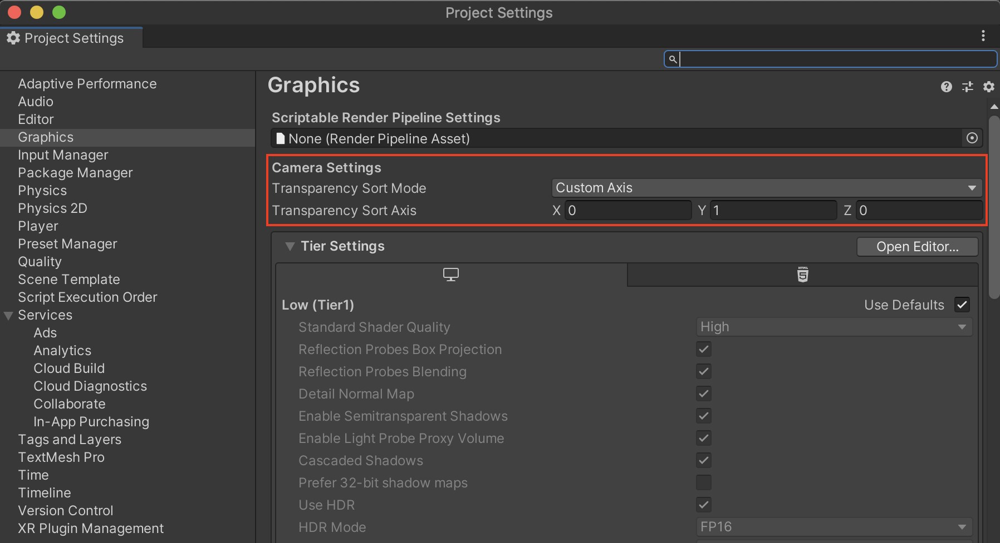 Project Settings
Project Settings
Adaptive Performance
Audio
Editor
Graphics
Input Manager
Package Manager
Physics
Physics 2D
Player
Preset Manager
Quality
Scene Template
Script Execution Order
Services
Ads
Analytics
Cloud Build
Cloud Diagnostics
Collaborate
In-App Purchasing
Tags and Layers
TextMesh Pro
Time
Timeline
Version Control
XR Plugin Management
Graphics
Scriptable Render Pipeline Settings
None (Render Pipeline Asset)
Camera Settings
Transparency Sort Mode Custom Axis
Transparency Sort Axis X 0 Y 1 Z 0
Tier Settings Open Editor...
HTML 5
Low (Tier1) Use Defaults
Standard Shader Quality High
Reflection Probes Box Projection
Reflection Probes Blending
Detail Normal Map
Enable Semitransparent Shadows
Enable Light Probe Proxy Volume
Cascaded Shadows
Prefer 32-bit shadow maps
Use HDR
HDR Mode FP16